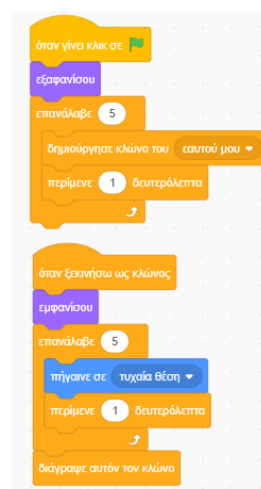 όταν γίνει κλικ σε
εξαφανίσου
επανάλαβε 5
δημιούργησε κλώνο του εαυτού μου
περίμενε 1 δευτερόλεπτα
όταν ξεκινήσω ως κλώνος
εμφανίσου
επανάλαβε 5
πήγαινε σε τυχαία θέση
περίμενε 1 δευτερόλεπτα
διάγραψε αυτόν τον κλώνο